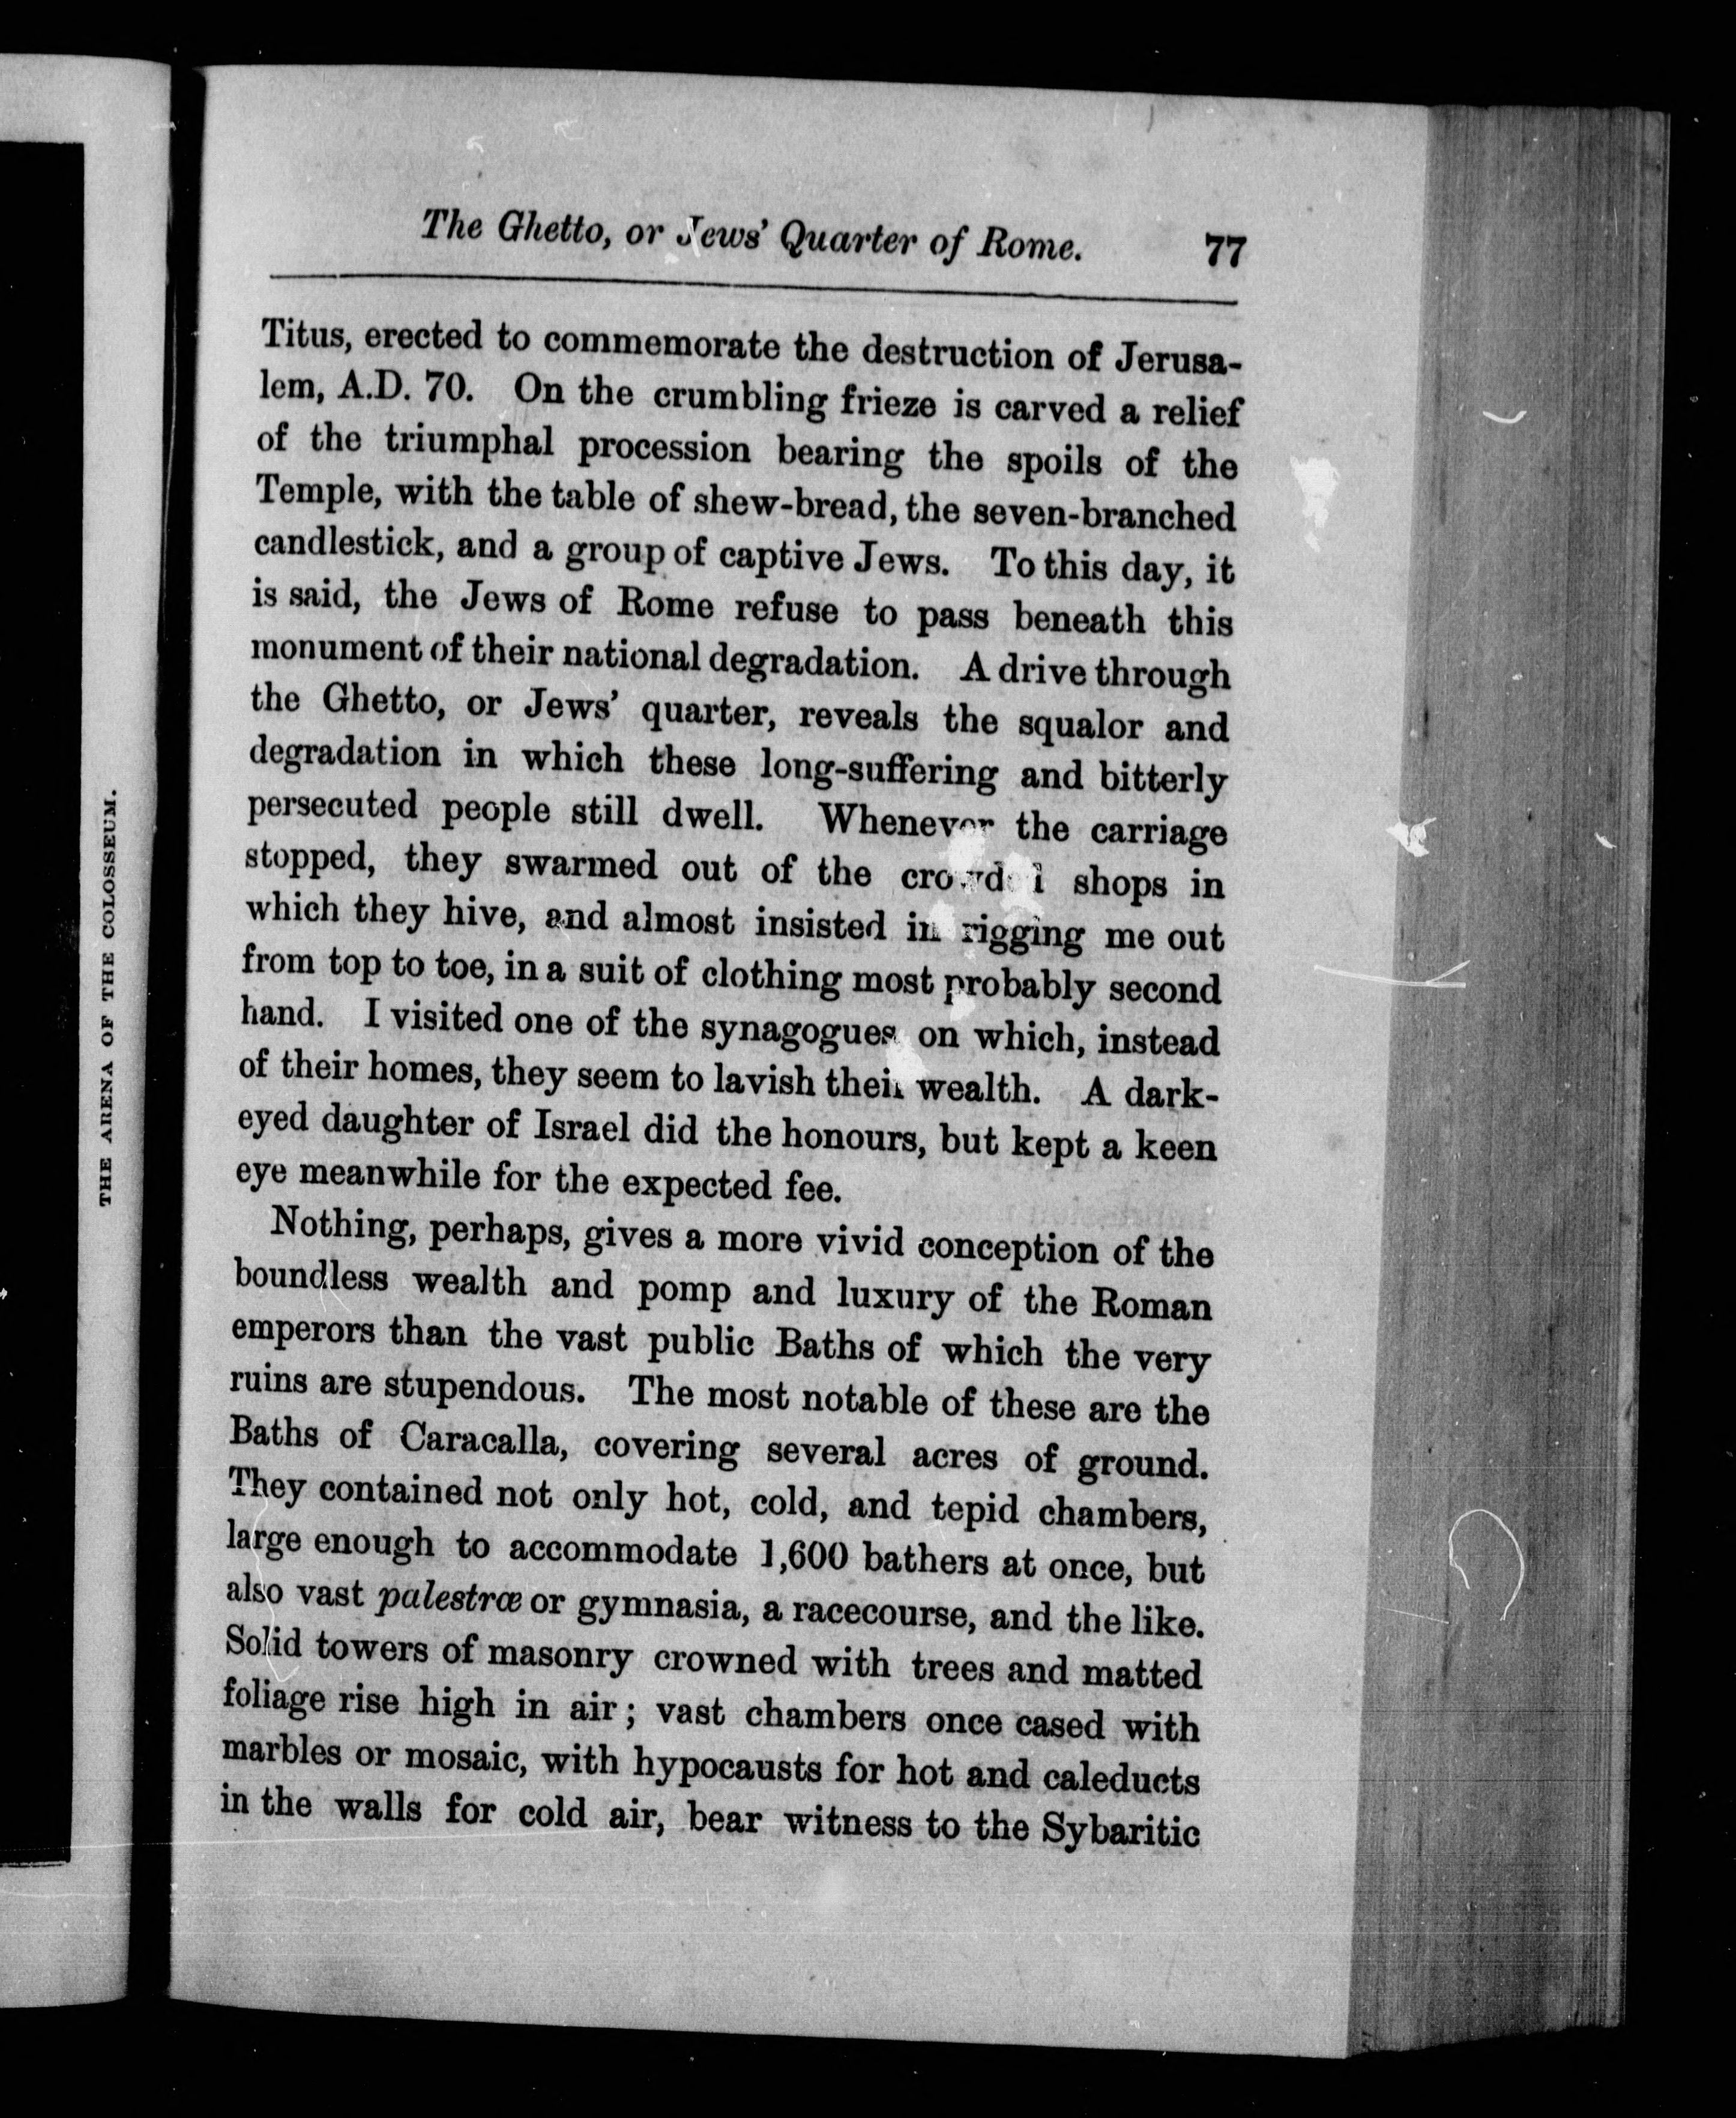 THE ARENA OF THE COLOSSEUM.
The Ghetto, or Jews' Quarter of Rome. 77
Titus, erected to commemorate the destruction of Jerusa-
lem, A.D. 70. On the crumbling frieze is carved a relief
of the triumphal procession bearing the spoils of the
Temple, with the table of shew-bread, the seven-branched
candlestick, and a group of captive Jews. To this day, it
is said, the Jews of Rome refuse to pass beneath this
monument of their national degradation. A drive through
the Ghetto, or Jews' quarter, reveals the squalor and
degradation in which these long-suffering and bitterly
persecuted people still dwell. Whenever the carriage
stopped, they swarmed out of the crowded shops in
which they hive, and almost insisted in rigging me out
from top to toe, in a suit of clothing most probably second
hand. I visited one of the synagogues on which, instead
of their homes, they seem to lavish their wealth. A dark-
eyed daughter of Israel did the honours, but kept a keen
eye meanwhile for the expected fee.
Nothing, perhaps, gives a more vivid conception of the
boundless wealth and pomp and luxury of the Roman
emperors than the vast public Baths of which the very
ruins are stupendous. The most notable of these are the
Baths of Caracalla, covering several acres of ground.
They contained not only hot, cold, and tepid chambers,
large enough to accommodate 1,600 bathers at once, but
also vast palestræ or gymnasia, a racecourse, and the like.
Solid towers of masonry crowned with trees and matted
foliage rise high in air; vast chambers once cased with
marbles or mosaic, with hypocausts for hot and caleducts
in the walls for cold air, bear witness to the Sybaritic